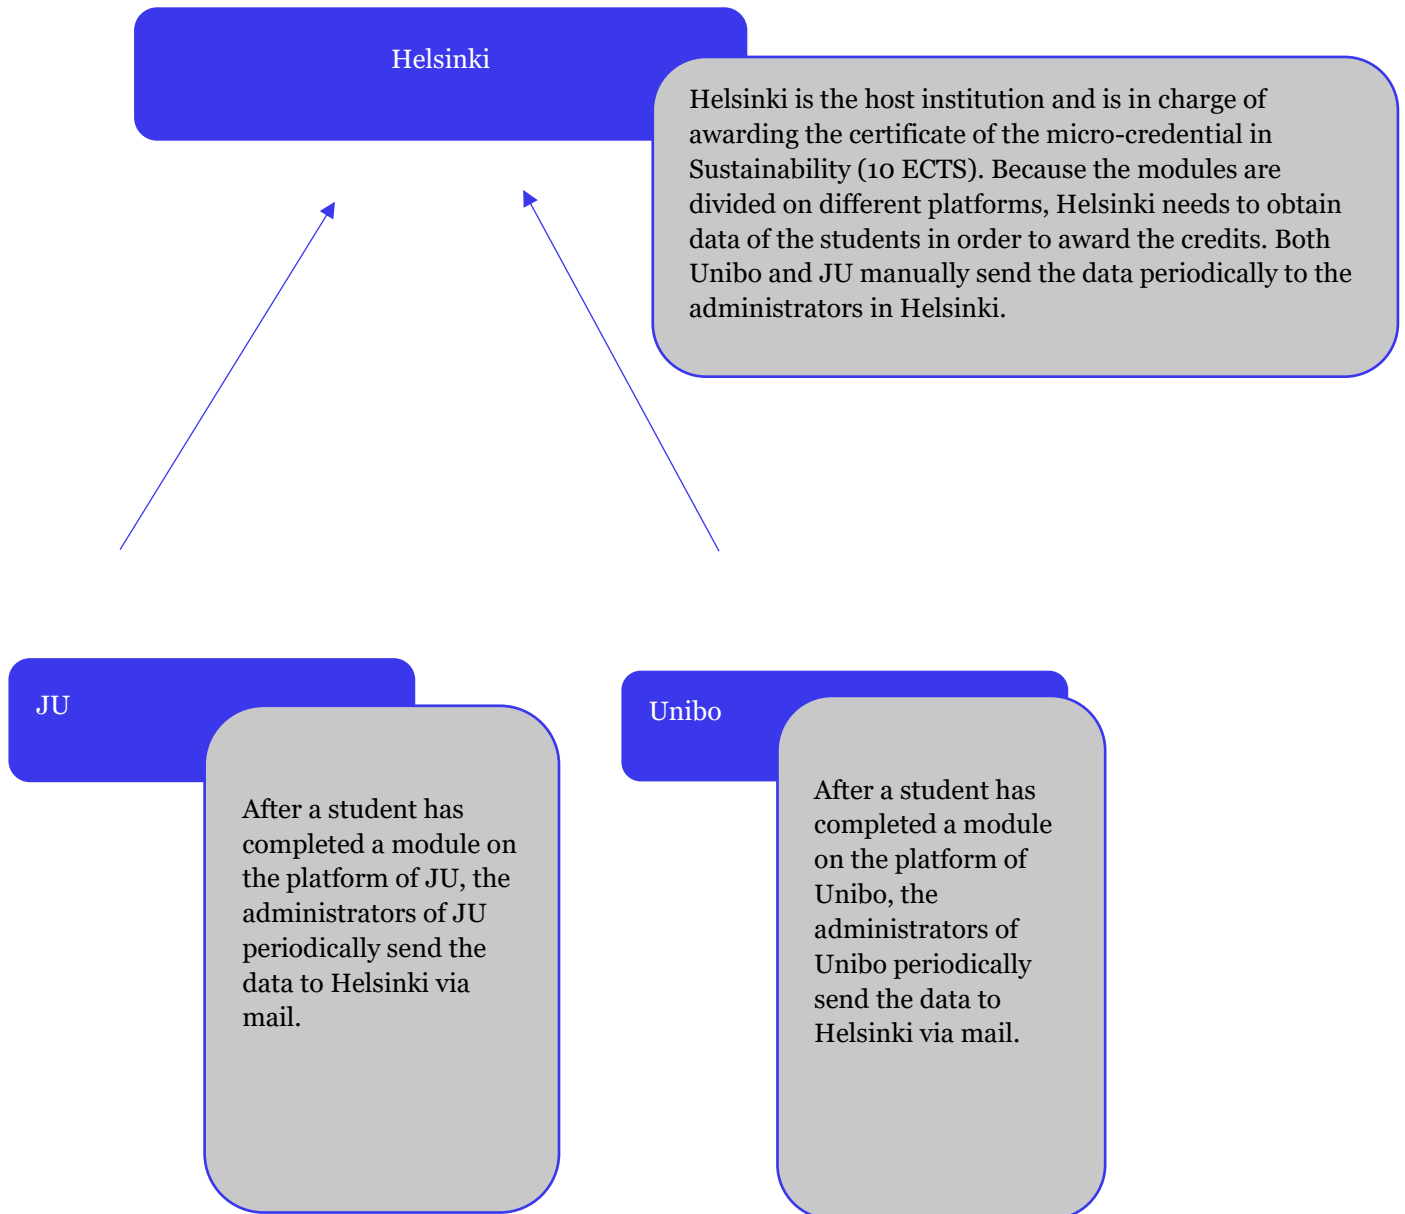 Helsinki
Helsinki is the host institution and is in charge of
awarding the certificate of the micro-credential in
Sustainability (10 ECTS). Because the modules are
divided on different platforms, Helsinki needs to obtain
data of the students in order to award the credits. Both
Unibo and JU manually send the data periodically to the
administrators in Helsinki.
JU
After a student has
completed a module on
the platform of JU, the
administrators of JU
periodically send the
data to Helsinki via
mail.
Unibo
After a student has
completed a module
on the platform of
Unibo, the
administrators of
Unibo periodically
send the data to
Helsinki via mail.